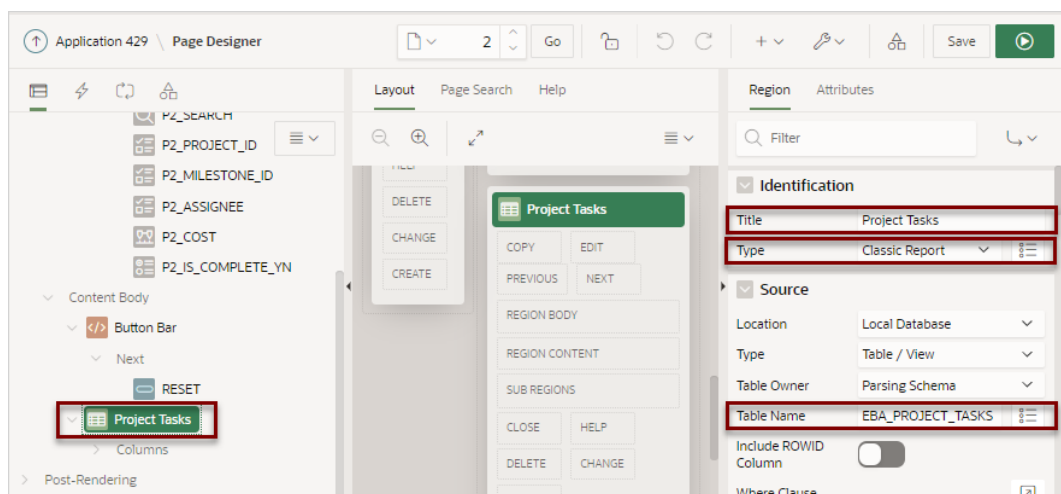 Application 429 \ Page Designer
2
Go
Save
P2_SEARCH
P2_PROJECT_ID
P2_MILESTONE_ID
P2_ASSIGNEE
P2_COST
P2_IS_COMPLETE_YN
Content Body
</> Button Bar
Next
RESET
Project Tasks
Columns
Post-Rendering
Layout Page Search Help
HELP
DELETE
CHANGE
CREATE
Project Tasks
COPY EDIT
PREVIOUS NEXT
REGION BODY
REGION CONTENT
SUB REGIONS
CLOSE HELP
DELETE CHANGE
Region Attributes
Filter
Identification
Title Project Tasks
Type Classic Report
Source
Location Local Database
Type Table / View
Table Owner Parsing Schema
Table Name EBA_PROJECT_TASKS
Include ROWID
Column
Where Clause